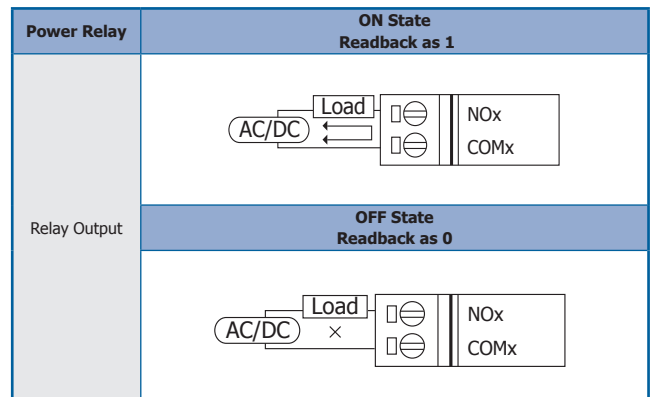 Power Relay
ON State
Readback as 1
Load
AC/DC
NOx
COMx
Relay Output
OFF State
Readback as 0
Load
AC/DC
×
NOx
COMx